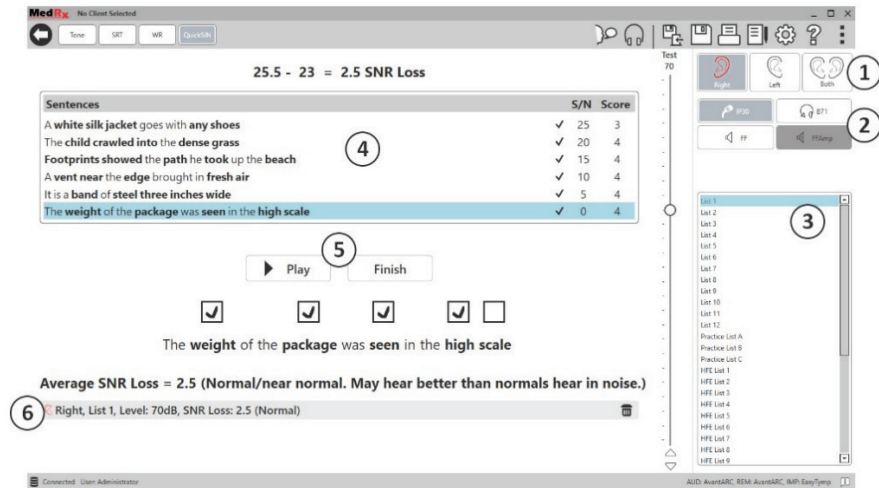 MedRx No Client Selected
Tone SRT WR QuickSIN
Test
70
25.5 - 23 = 2.5 SNR Loss
Sentences S/N Score
A white silk jacket goes with any shoes ✓ 25 3
The child crawled into the dense grass ✓ 20 4
Footprints showed the path he took up the beach ✓ 15 4
A vent near the edge brought in fresh air ✓ 10 4
It is a band of steel three inches wide ✓ 5 4
The weight of the package was seen in the high scale ✓ 0 4
4
5
Play Finish
The weight of the package was seen in the high scale
Average SNR Loss = 2.5 (Normal/near normal. May hear better than normals hear in noise.)
6
Right, List 1, Level: 70dB, SNR Loss: 2.5 (Normal)
Right Left Both
1
IP30 B71
2
FF FFAmp
3
List 1
List 2
List 3
List 4
List 5
List 6
List 7
List 8
List 9
List 10
List 11
List 12
Practice List A
Practice List B
Practice List C
HFE List 1
HFE List 2
HFE List 3
HFE List 4
HFE List 5
HFE List 6
HFE List 7
HFE List 8
HFE List 9
Connected User Administrator
AUD: AvantARC, REM: AvantARC, IMP: EasyTymp